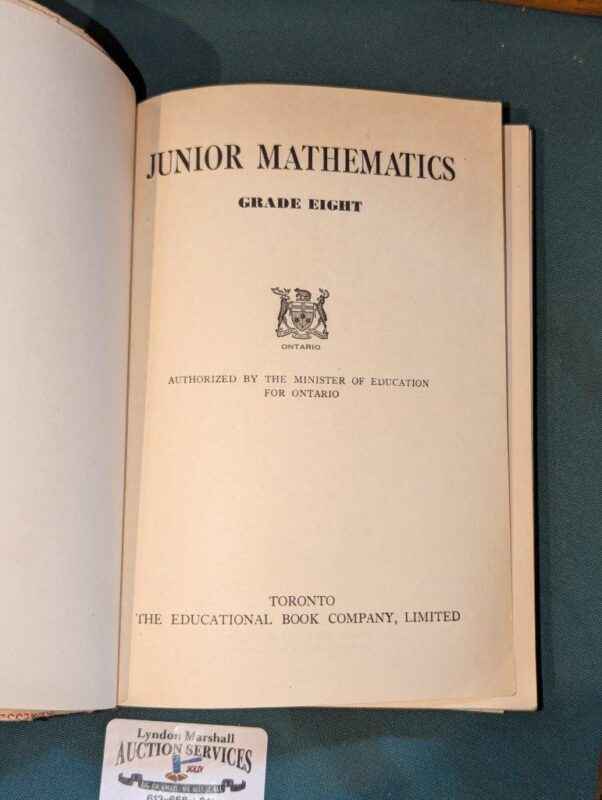 JUNIOR MATHEMATICS
GRADE EIGHT
ONTARIO
AUTHORIZED BY THE MINISTER OF EDUCATION
FOR ONTARIO
TORONTO
THE EDUCATIONAL BOOK COMPANY, LIMITED
Lyndon Marshall
AUCTION SERVICES
SOLD!